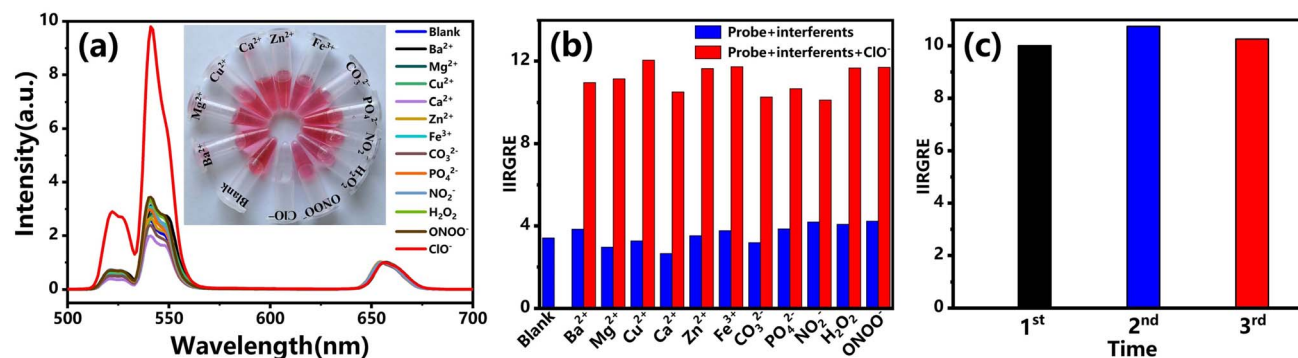 (a)
Intensity(a.u.)
10
8
6
4
2
0
500 550 600 650 700
Wavelength(nm)
Blank
Ba²⁺
Mg²⁺
Cu²⁺
Ca²⁺
Zn²⁺
Fe³⁺
CO₃²⁻
PO₄²⁻
NO₂⁻
H₂O₂
ONOO⁻
ClO⁻
Blank
Ba²⁺
Mg²⁺
Cu²⁺
Ca²⁺
Zn²⁺
Fe³⁺
CO₃²⁻
PO₄²⁻
NO₂⁻
H₂O₂
ONOO⁻
ClO⁻
(b)
Probe+interferents
Probe+interferents+ClO⁻
IIRGRE
12
8
4
0
Blank Ba²⁺ Mg²⁺ Cu²⁺ Ca²⁺ Zn²⁺ Fe³⁺ CO₃²⁻ PO₄²⁻ NO₂⁻ H₂O₂ ONOO⁻
(c)
IIRGRE
10
8
6
4
2
0
1ˢᵗ 2ⁿᵈ 3ʳᵈ
Time